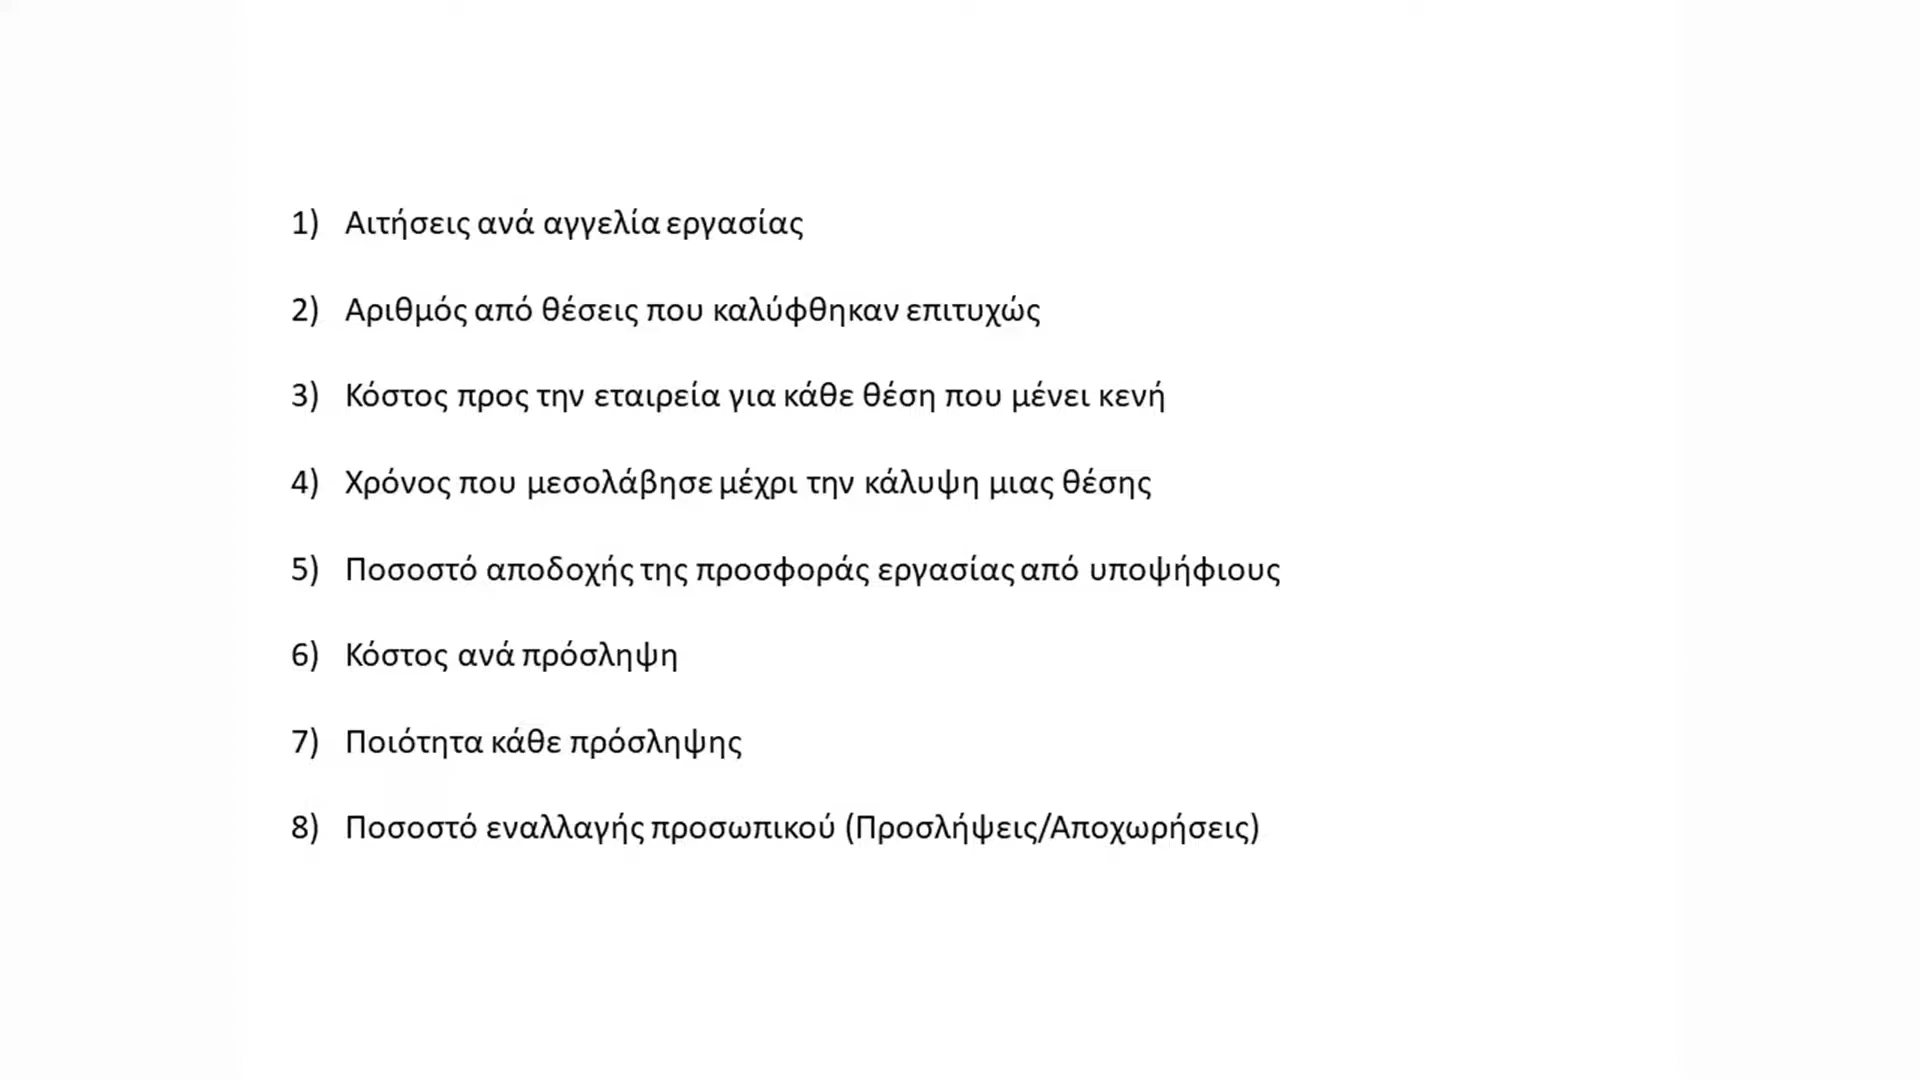 1) Αιτήσεις ανά αγγελία εργασίας
2) Αριθμός από θέσεις που καλύφθηκαν επιτυχώς
3) Κόστος προς την εταιρεία για κάθε θέση που μένει κενή
4) Χρόνος που μεσολάβησε μέχρι την κάλυψη μιας θέσης
5) Ποσοστό αποδοχής της προσφοράς εργασίας από υποψήφιους
6) Κόστος ανά πρόσληψη
7) Ποιότητα κάθε πρόσληψης
8) Ποσοστό εναλλαγής προσωπικού (Προσλήψεις/Αποχωρήσεις)